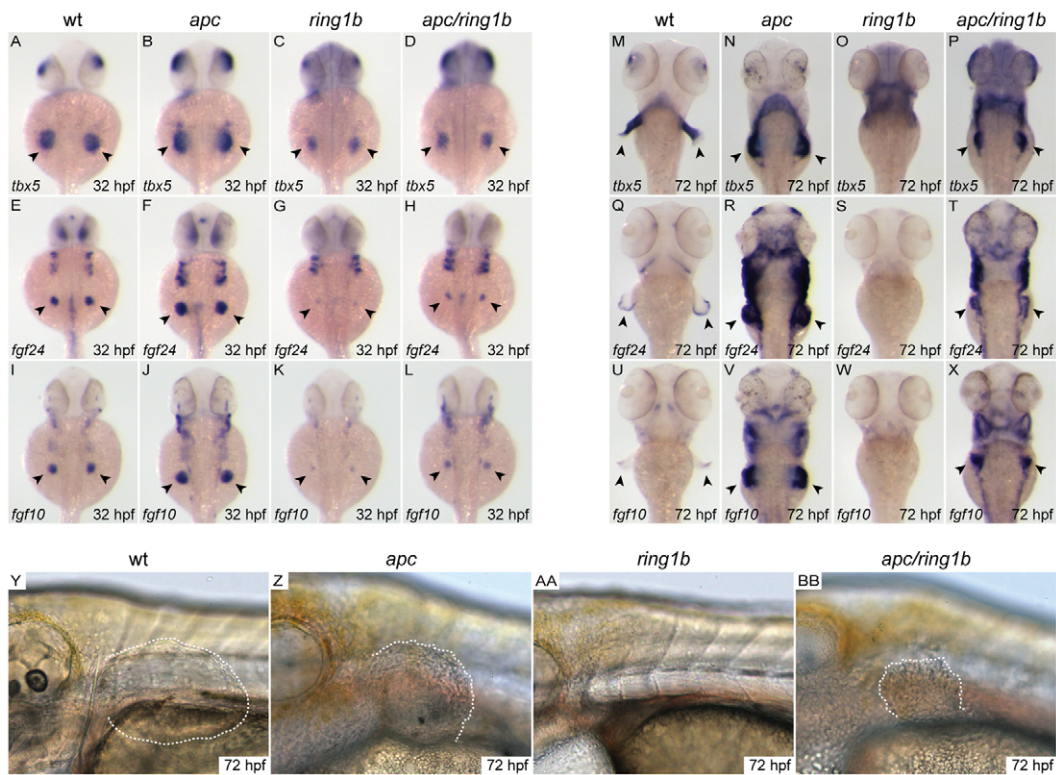 wt apc ring1b apc/ring1b wt apc ring1b apc/ring1b
A B C D M N O P
tbx5 32 hpf tbx5 32 hpf tbx5 32 hpf tbx5 32 hpf tbx5 72 hpf tbx5 72 hpf tbx5 72 hpf tbx5 72 hpf
E F G H Q R S T
fgf24 32 hpf fgf24 32 hpf fgf24 32 hpf fgf24 32 hpf fgf24 72 hpf fgf24 72 hpf fgf24 72 hpf fgf24 72 hpf
I J K L U V W X
fgf10 32 hpf fgf10 32 hpf fgf10 32 hpf fgf10 32 hpf fgf10 72 hpf fgf10 72 hpf fgf10 72 hpf fgf10 72 hpf
wt apc ring1b apc/ring1b
Y Z AA BB
72 hpf 72 hpf 72 hpf 72 hpf